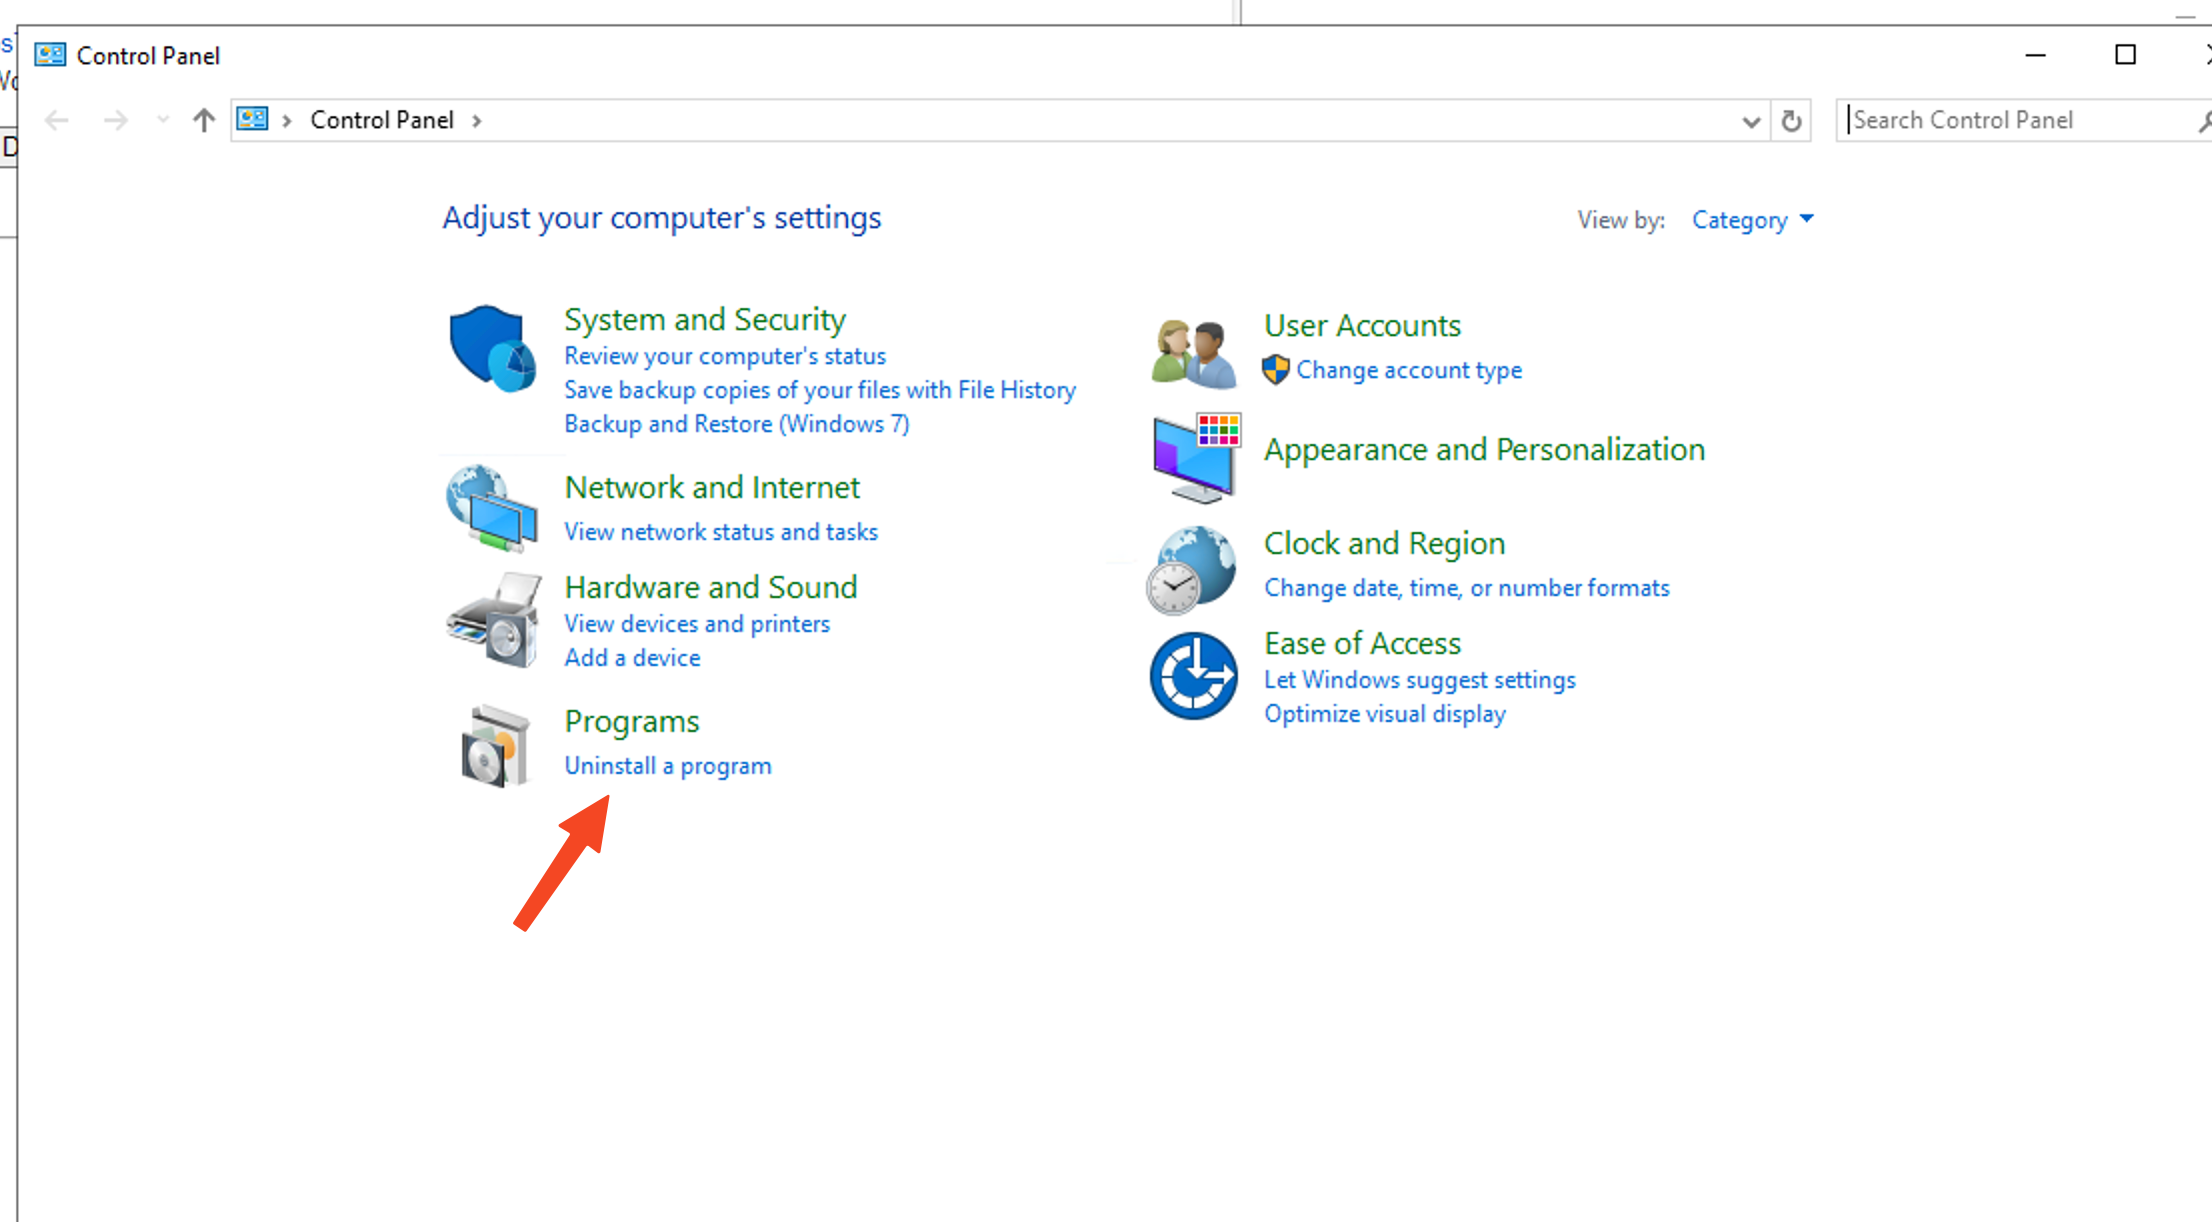 Control Panel
Control Panel
Search Control Panel
Adjust your computer's settings
View by: Category
System and Security
Review your computer's status
Save backup copies of your files with File History
Backup and Restore (Windows 7)
Network and Internet
View network status and tasks
Hardware and Sound
View devices and printers
Add a device
Programs
Uninstall a program
User Accounts
Change account type
Appearance and Personalization
Clock and Region
Change date, time, or number formats
Ease of Access
Let Windows suggest settings
Optimize visual display